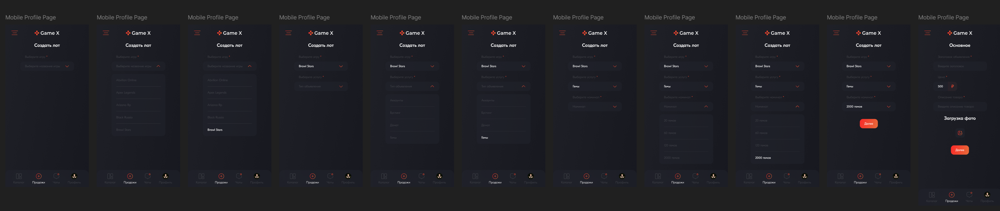 Mobile Profile Page
Game X
Создать лот
Выберите игру *
Выберите название игры
Каталог
Продажи
Чаты
Профиль
Mobile Profile Page
Game X
Создать лот
Выберите игру *
Выберите название игры
Abvilion Online
Apex Legends
Arizona Rp
Black Russia
Brawl Stars
Каталог
Продажи
Чаты
Профиль
Mobile Profile Page
Game X
Создать лот
Выберите игру *
Выберите название игры
Abvilion Online
Apex Legends
Arizona Rp
Black Russia
Brawl Stars
Каталог
Продажи
Чаты
Профиль
Mobile Profile Page
Game X
Создать лот
Выберите игру *
Brawl Stars
Выберите услугу *
Тип объявления
Каталог
Продажи
Чаты
Профиль
Mobile Profile Page
Game X
Создать лот
Выберите игру *
Brawl Stars
Выберите услугу *
Тип объявления
Аккаунты
Бустинг
Донат
Гемы
Каталог
Продажи
Чаты
Профиль
Mobile Profile Page
Game X
Создать лот
Выберите игру *
Brawl Stars
Выберите услугу *
Тип объявления
Аккаунты
Бустинг
Донат
Гемы
Каталог
Продажи
Чаты
Профиль
Mobile Profile Page
Game X
Создать лот
Выберите игру *
Brawl Stars
Выберите услугу *
Гемы
Выберите номинал *
Номинал
Каталог
Продажи
Чаты
Профиль
Mobile Profile Page
Game X
Создать лот
Выберите игру *
Brawl Stars
Выберите услугу *
Гемы
Выберите номинал *
Номинал
20 гемов
60 гемов
120 гемов
2000 гемов
Каталог
Продажи
Чаты
Профиль
Mobile Profile Page
Game X
Создать лот
Выберите игру *
Brawl Stars
Выберите услугу *
Гемы
Выберите номинал *
Номинал
20 гемов
60 гемов
120 гемов
2000 гемов
Каталог
Продажи
Чаты
Профиль
Mobile Profile Page
Game X
Создать лот
Выберите игру *
Brawl Stars
Выберите услугу *
Гемы
Выберите номинал *
2000 гемов
Далее
Каталог
Продажи
Чаты
Профиль
Mobile Profile Page
Game X
Основное
Заголовок объявления *
Введите заголовок
Цена *
500 ₽
Описание товара *
Введите описание товара
Загрузка фото
Далее
Каталог
Продажи
Чаты
Профиль